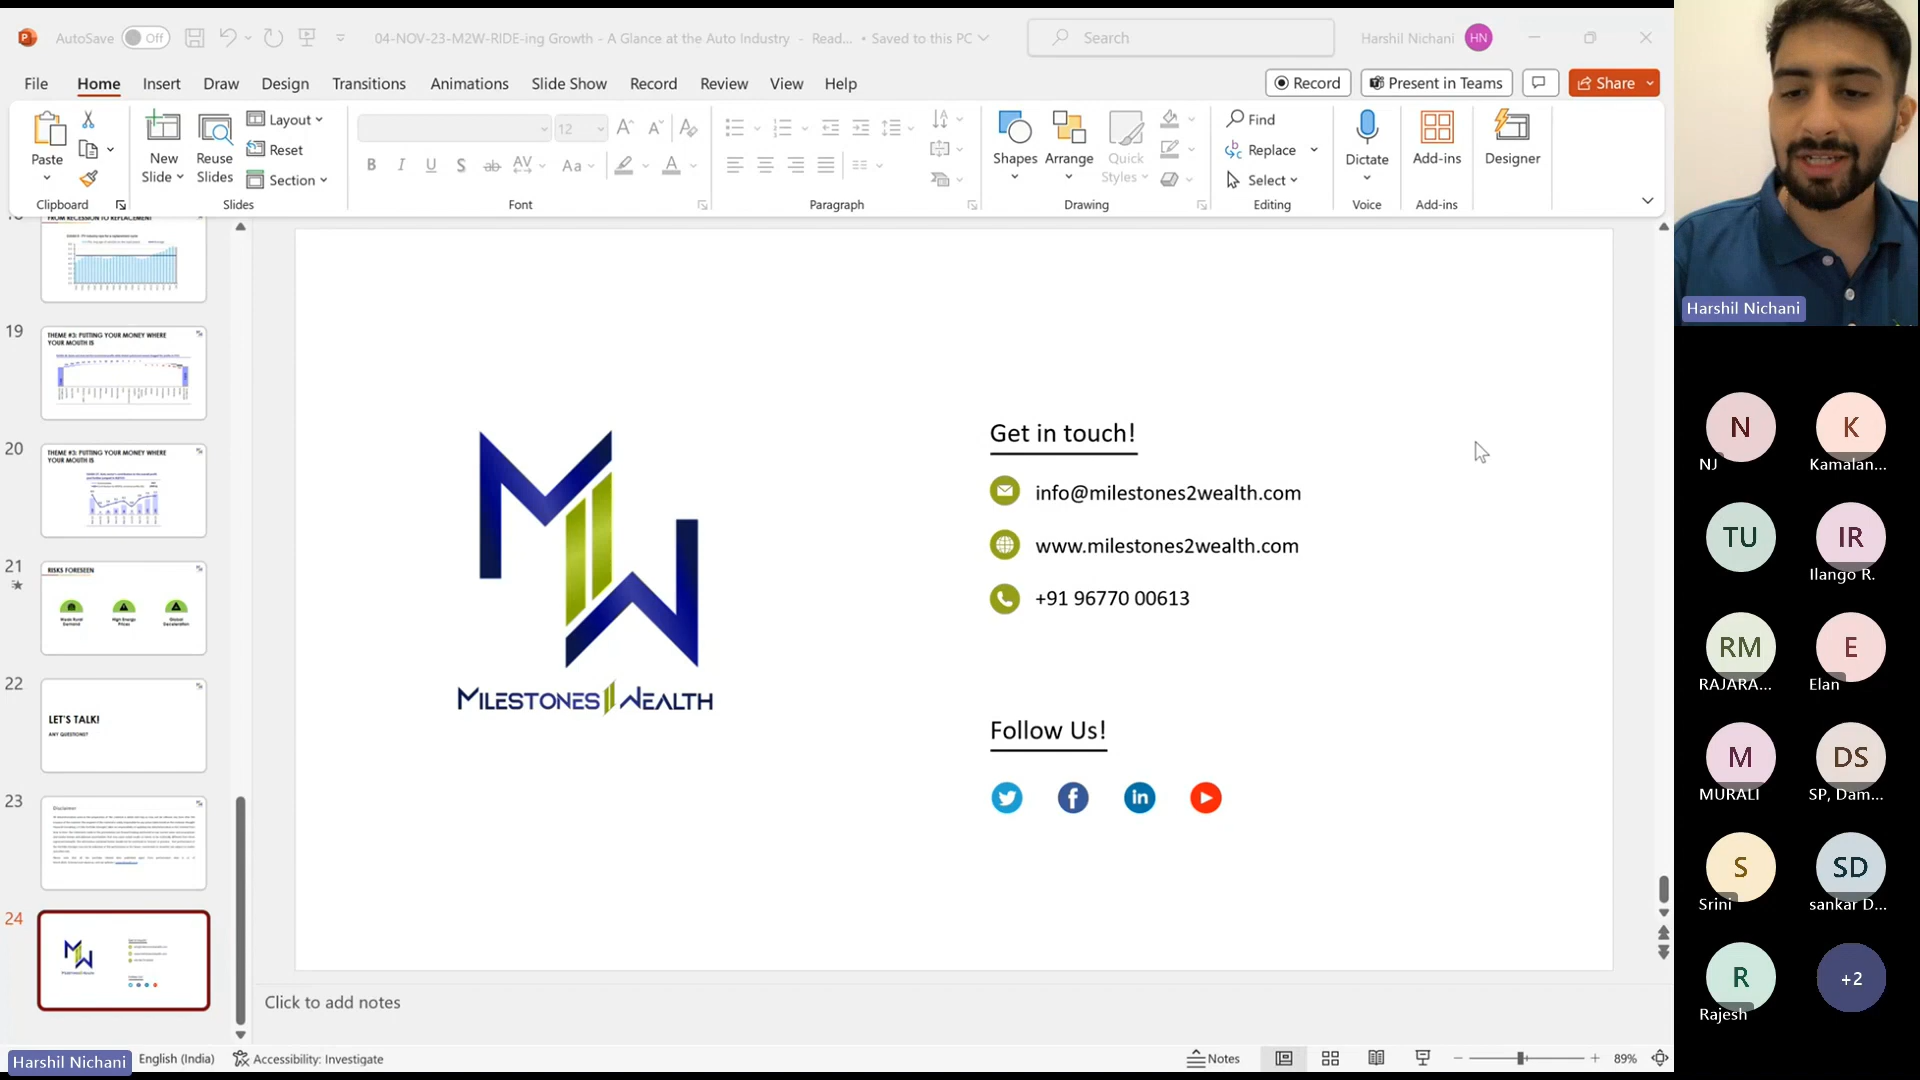 AutoSave
Off
04-NOV-23-M2W-RIDE-ing Growth - A Glance at the Auto Industry - Read... • Saved to this PC
Search
Harshil Nichani
HN
File
Home
Insert
Draw
Design
Transitions
Animations
Slide Show
Record
Review
View
Help
Record
Present in Teams
Share
Paste
Clipboard
New Slide
Reuse Slides
Layout
Reset
Section
Slides
12
Font
Paragraph
Shapes
Arrange
Quick Styles
Drawing
Find
Replace
Select
Editing
Dictate
Voice
Add-ins
Add-ins
Designer
FROM RECESSION TO REPLACEMENT
19
THEME #3: PUTTING YOUR MONEY WHERE
YOUR MOUTH IS
20
THEME #3: PUTTING YOUR MONEY WHERE
YOUR MOUTH IS
21
RISKS FORESEEN
Global
22
LET'S TALK!
ANY QUESTIONS?
23
Disclaimer
24
MILESTONES WEALTH
Get in touch!
info@milestones2wealth.com
www.milestones2wealth.com
+91 96770 00613
Follow Us!
Click to add notes
Harshil Nichani
English (India)
Accessibility: Investigate
Notes
89%
Harshil Nichani
N
NJ
K
Kamalan...
TU
IR
Ilango R.
RM
RAJARA...
E
Elan
M
MURALI
DS
SP, Dam...
S
Srini
SD
sankar D...
R
Rajesh
+2